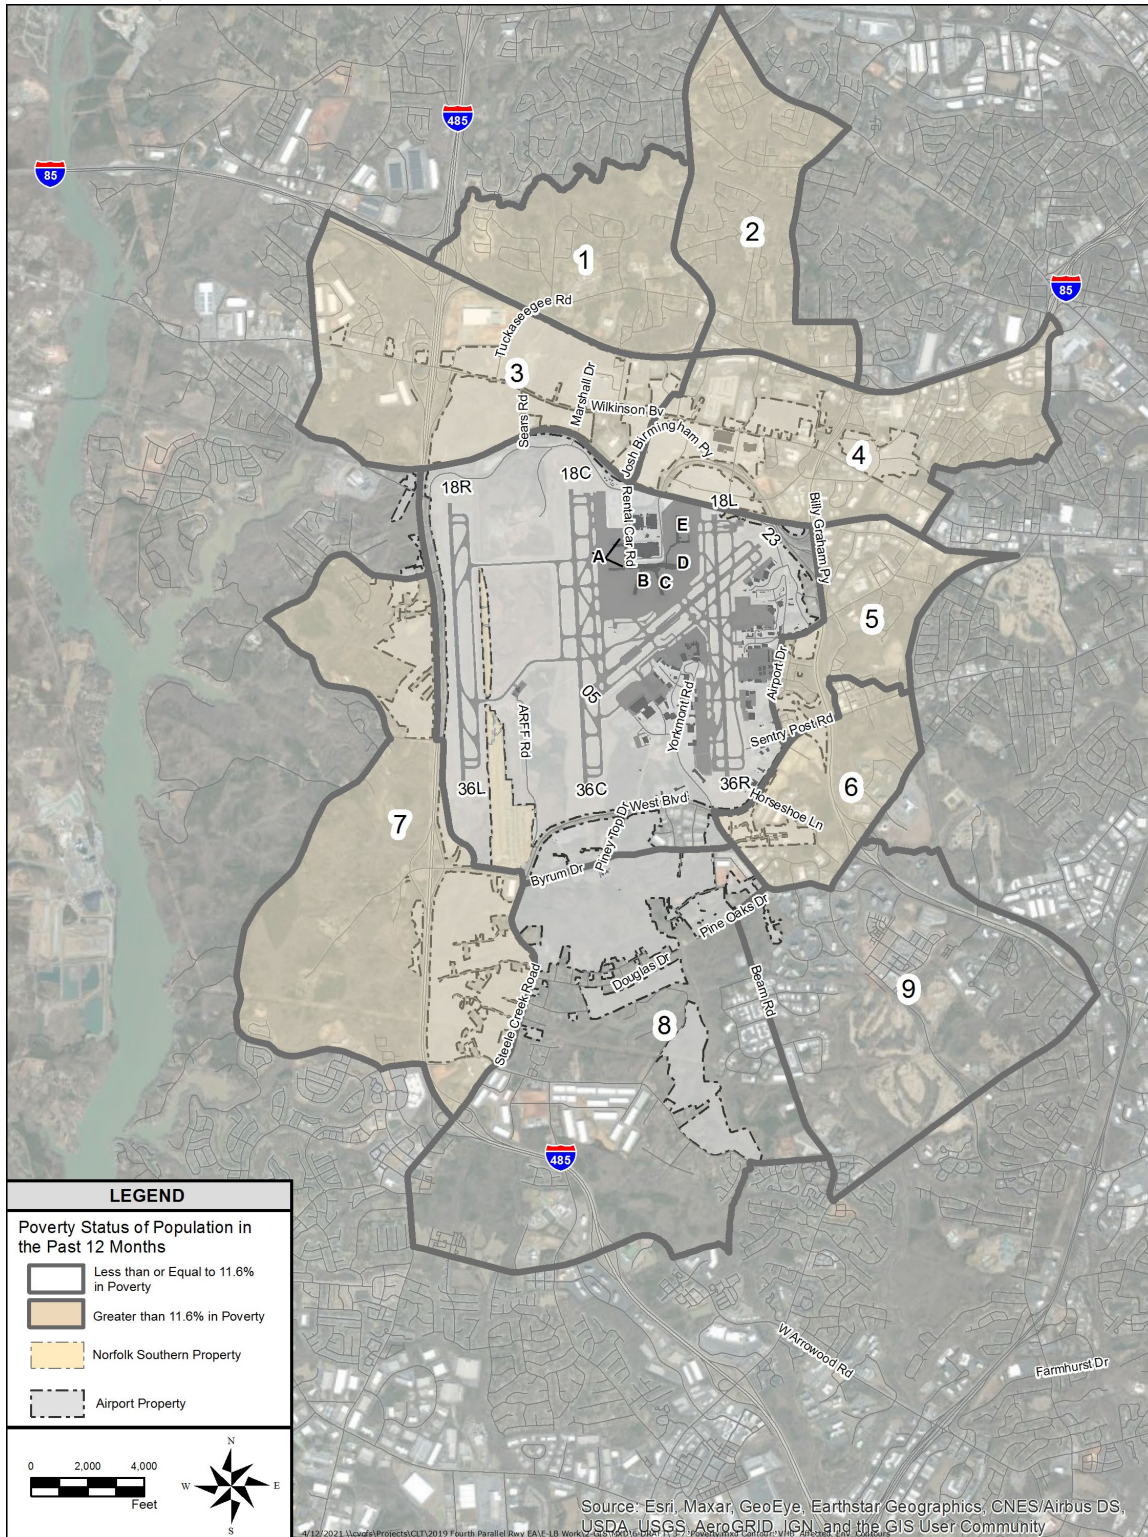 485
85
2
1
85
Tuckaseegee Rd
3
Marshall Dr
Sears Rd
Wilkinson Bv
Josh Birmingham Py
4
18R
18C
18L
Rental Car Rd
Billy Graham Py
E
23
A
D
B
C
5
Airport Dr
05
Yorkmont Rd
ARFF Rd
Sentry Post Rd
36L
36C
36R
6
Horseshoe Ln
West Blvd
Piney Top Dr
7
Byrum Dr
Pine Oaks Dr
Douglas Dr
Beam Rd
9
Steele Creek Road
8
485
W Arrowood Rd
Farmhurst Dr
LEGEND
Poverty Status of Population in
the Past 12 Months
Less than or Equal to 11.6%
in Poverty
Greater than 11.6% in Poverty
Norfolk Southern Property
Airport Property
0 2,000 4,000
Feet
N
W E
S
Source: Esri, Maxar, GeoEye, Earthstar Geographics, CNES/Airbus DS,
USDA, USGS, AeroGRID, IGN, and the GIS User Community
4/12/2021